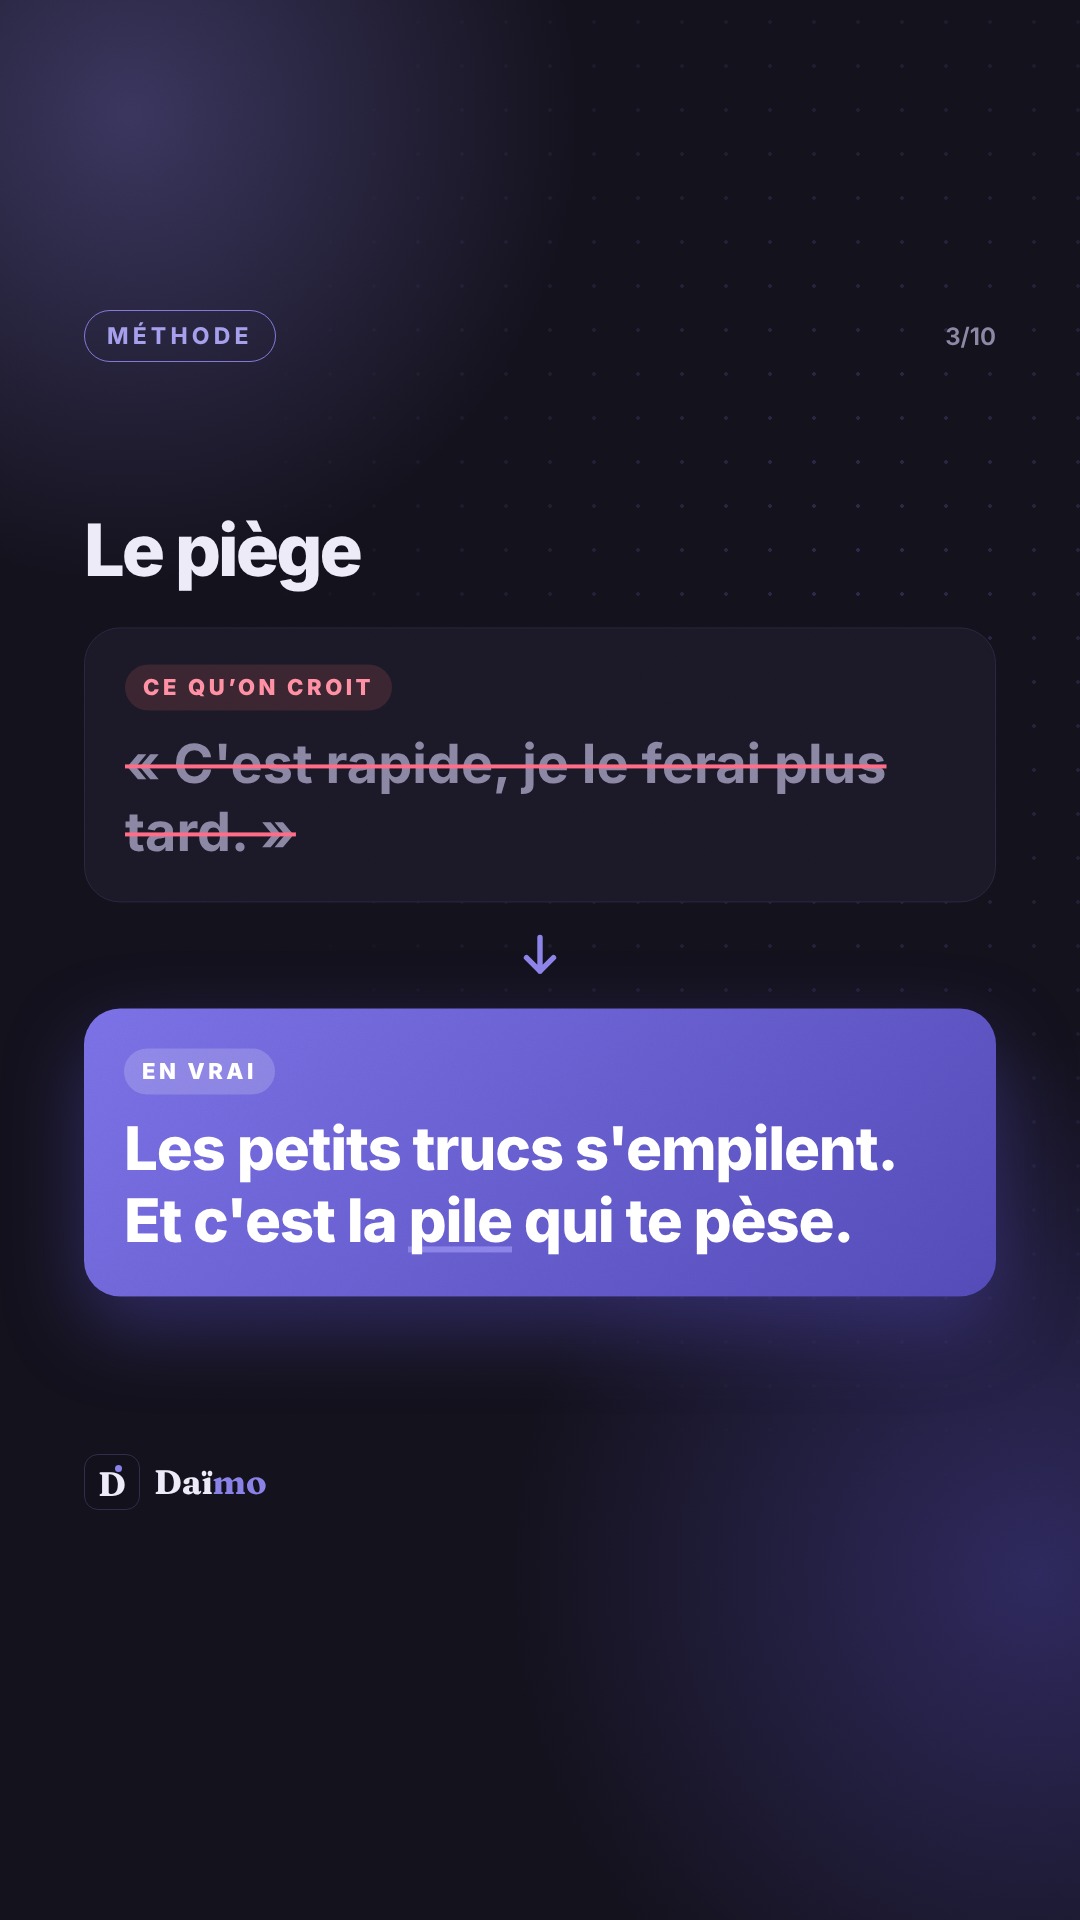 MÉTHODE
3/10
Le piège
CE QU’ON CROIT
« C'est rapide, je le ferai plus
tard. »
EN VRAI
Les petits trucs s'empilent.
Et c'est la pile qui te pèse.
D
Daïmo